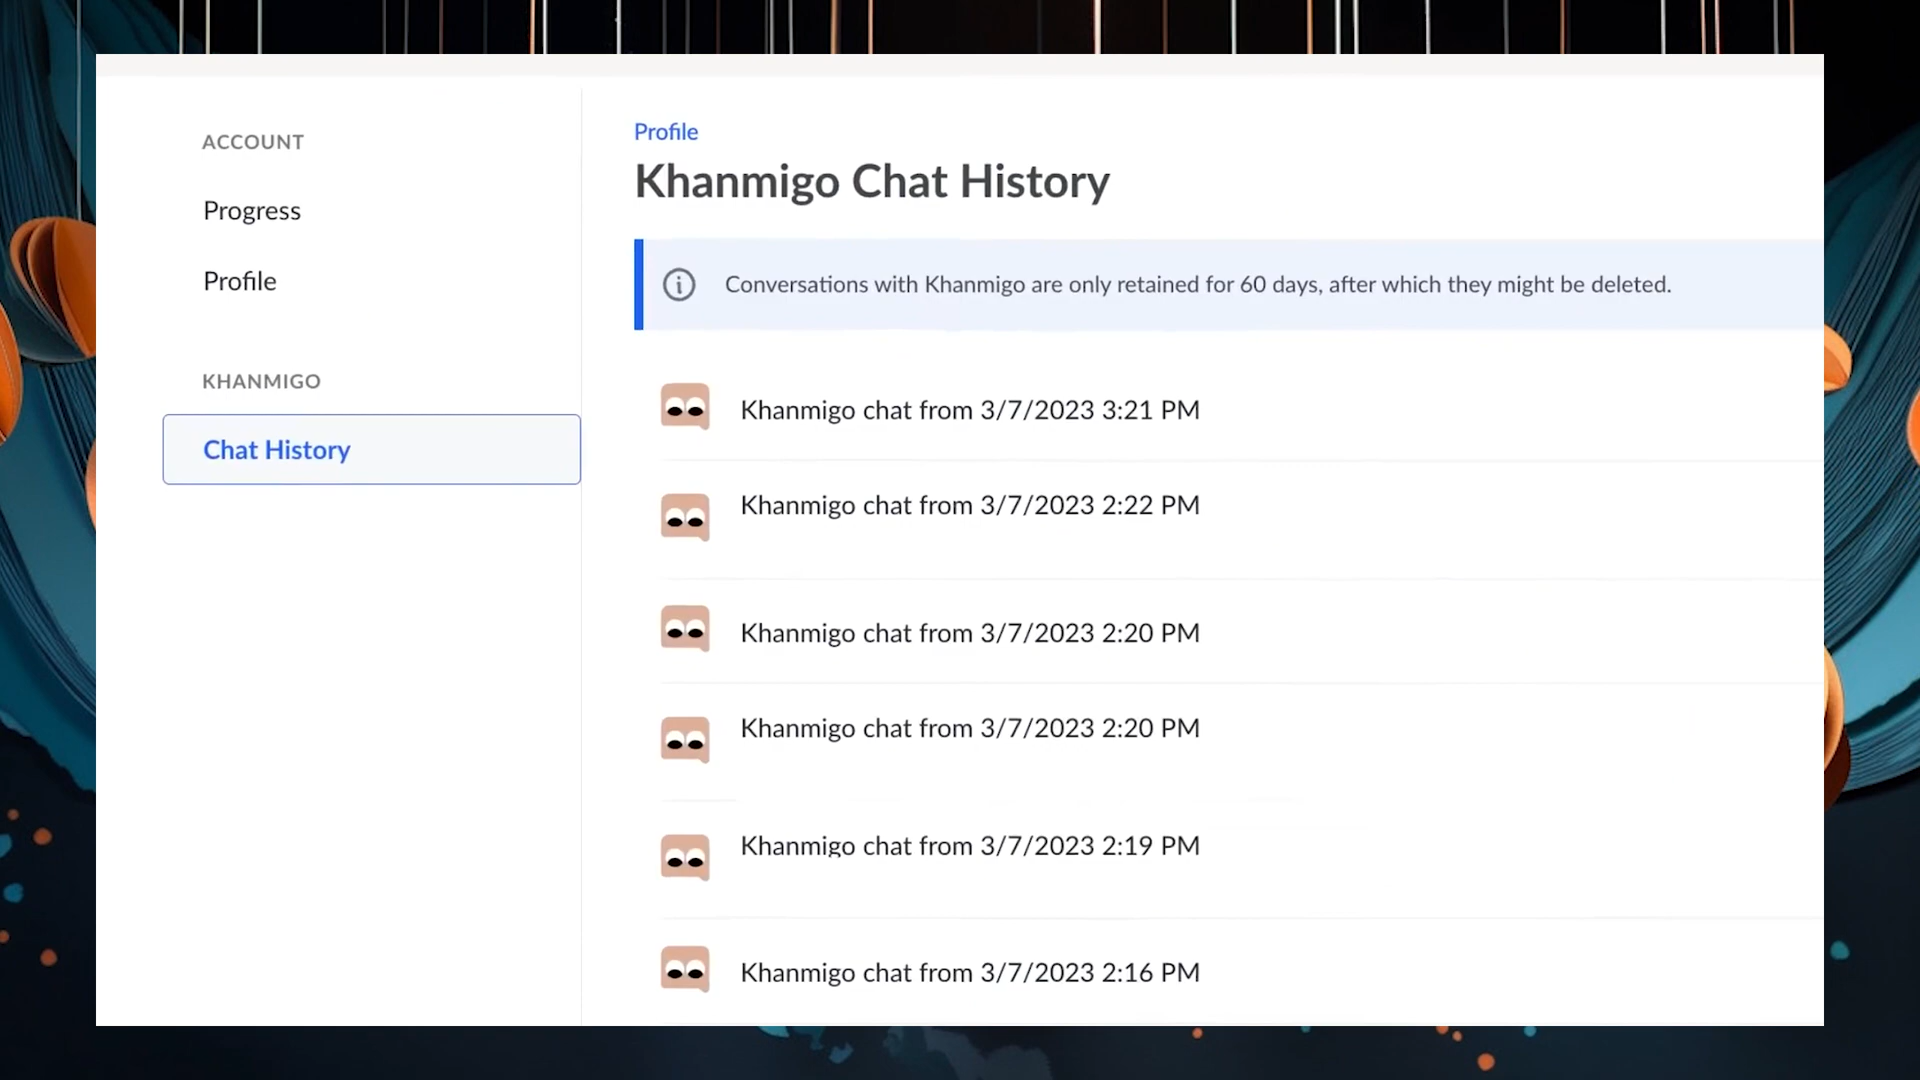 ACCOUNT
Progress
Profile
KHANMIGO
Chat History
Profile
Khanmigo Chat History
Conversations with Khanmigo are only retained for 60 days, after which they might be deleted.
Khanmigo chat from 3/7/2023 3:21 PM
Khanmigo chat from 3/7/2023 2:22 PM
Khanmigo chat from 3/7/2023 2:20 PM
Khanmigo chat from 3/7/2023 2:20 PM
Khanmigo chat from 3/7/2023 2:19 PM
Khanmigo chat from 3/7/2023 2:16 PM